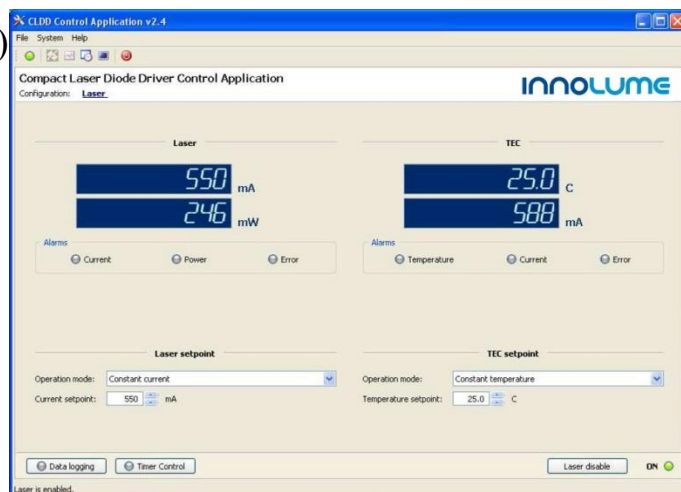 )
CLDD Control Application v2.4
File System Help
Compact Laser Diode Driver Control Application
Configuration: Laser
INNOLUME
Laser
TEC
550 mA
25.0 C
246 mW
588 mA
Alarms
Alarms
Current Power Error
Temperature Current Error
Laser setpoint
TEC setpoint
Operation mode: Constant current
Operation mode: Constant temperature
Current setpoint: 550 mA
Temperature setpoint: 25.0 C
Data logging Timer Control
Laser disable ON
Laser is enabled.